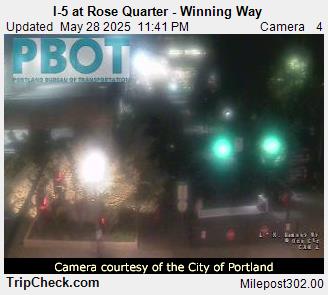 I-5 at Rose Quarter - Winning Way
Updated May 28 2025 11:41 PM Camera 4
PBOT
PORTLAND BUREAU OF TRANSPORTATION
Camera courtesy of the City of Portland
TripCheck.com Milepost302.00